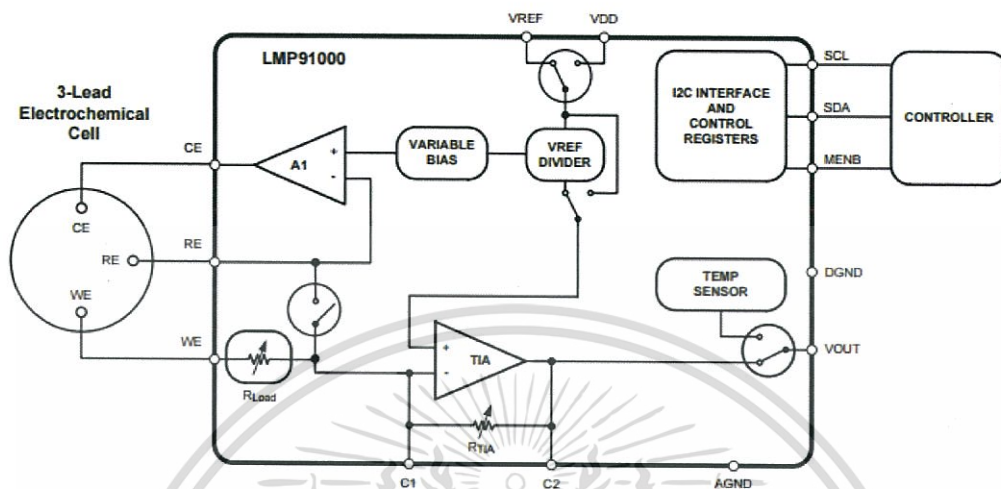 VREF
VDD
LMP91000
3-Lead
Electrochemical
Cell
CE
A1
+
-
VARIABLE
BIAS
VREF
DIVIDER
I2C INTERFACE
AND
CONTROL
REGISTERS
SCL
SDA
MENB
CONTROLLER
CE
RE
WE
RE
WE
RLoad
+
-
TIA
RTIA
TEMP
SENSOR
DGND
VOUT
C1
C2
AGND